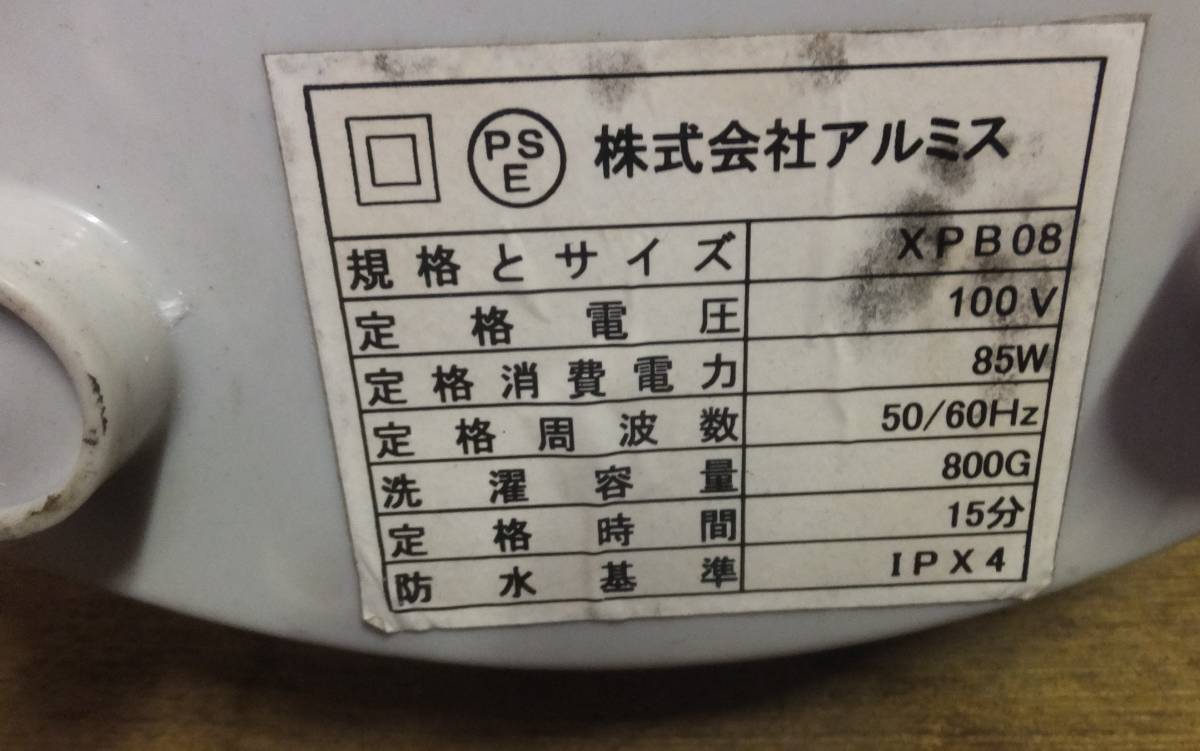 PSE 株式会社アルミス
規格とサイズ XPB08
定格電圧 100V
定格消費電力 85W
定格周波数 50/60Hz
洗濯容量 800G
定格時間 15分
防水基準 IPX4